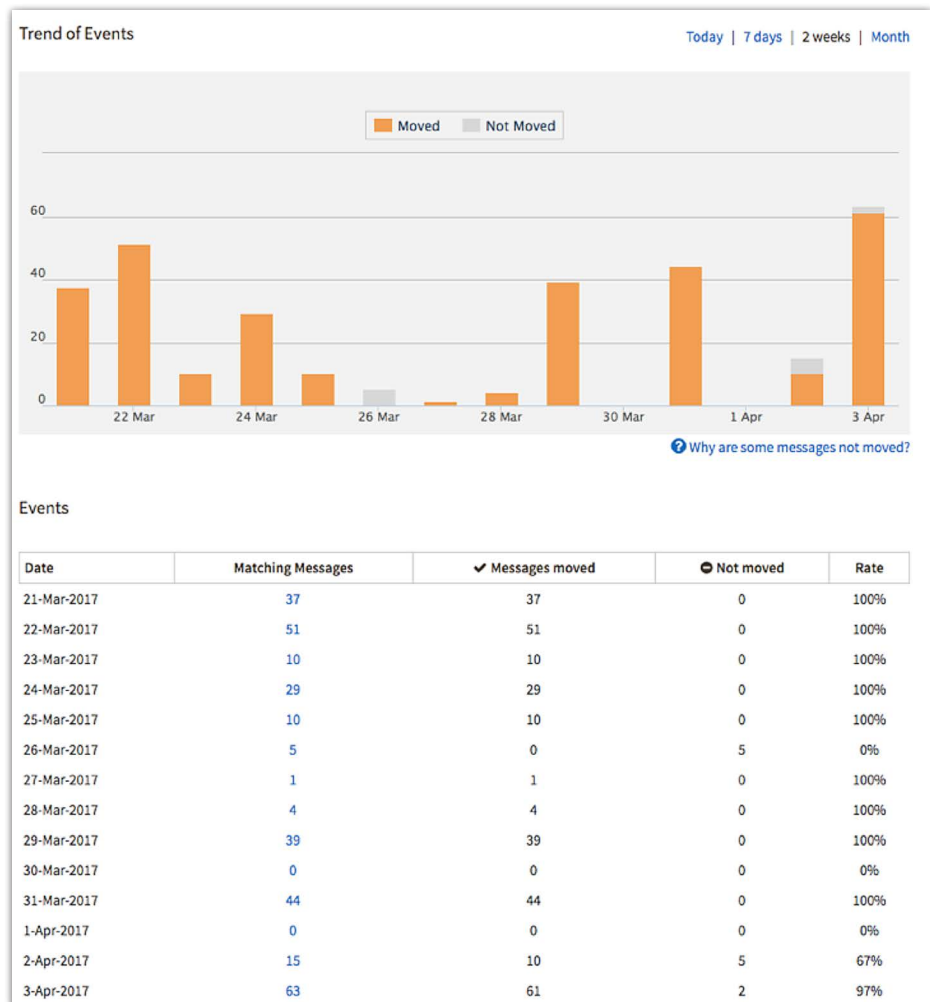 Trend of Events
Today | 7 days | 2 weeks | Month
Moved Not Moved
60
40
20
0
22 Mar 24 Mar 26 Mar 28 Mar 30 Mar 1 Apr 3 Apr
Why are some messages not moved?
Events
Date Matching Messages Messages moved Not moved Rate
21-Mar-2017 37 37 0 100%
22-Mar-2017 51 51 0 100%
23-Mar-2017 10 10 0 100%
24-Mar-2017 29 29 0 100%
25-Mar-2017 10 10 0 100%
26-Mar-2017 5 0 5 0%
27-Mar-2017 1 1 0 100%
28-Mar-2017 4 4 0 100%
29-Mar-2017 39 39 0 100%
30-Mar-2017 0 0 0 0%
31-Mar-2017 44 44 0 100%
1-Apr-2017 0 0 0 0%
2-Apr-2017 15 10 5 67%
3-Apr-2017 63 61 2 97%